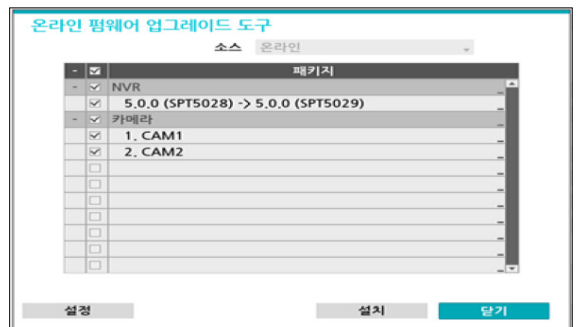 온라인 펌웨어 업그레이드 도구
소스 온라인
- 패키지
- NVR
5.0.0 (SPT5028) -> 5.0.0 (SPT5029)
- 카메라
1. CAM1
2. CAM2
설정 설치 닫기